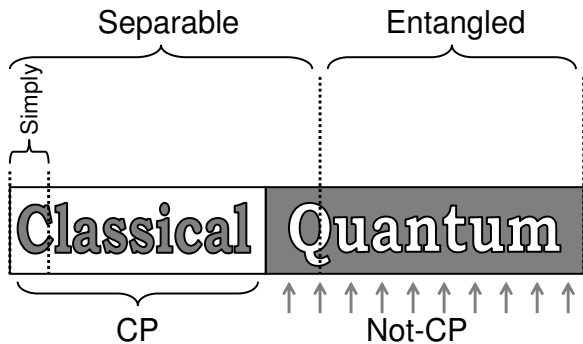 Separable Entangled
Simply
Classical Quantum
CP Not-CP